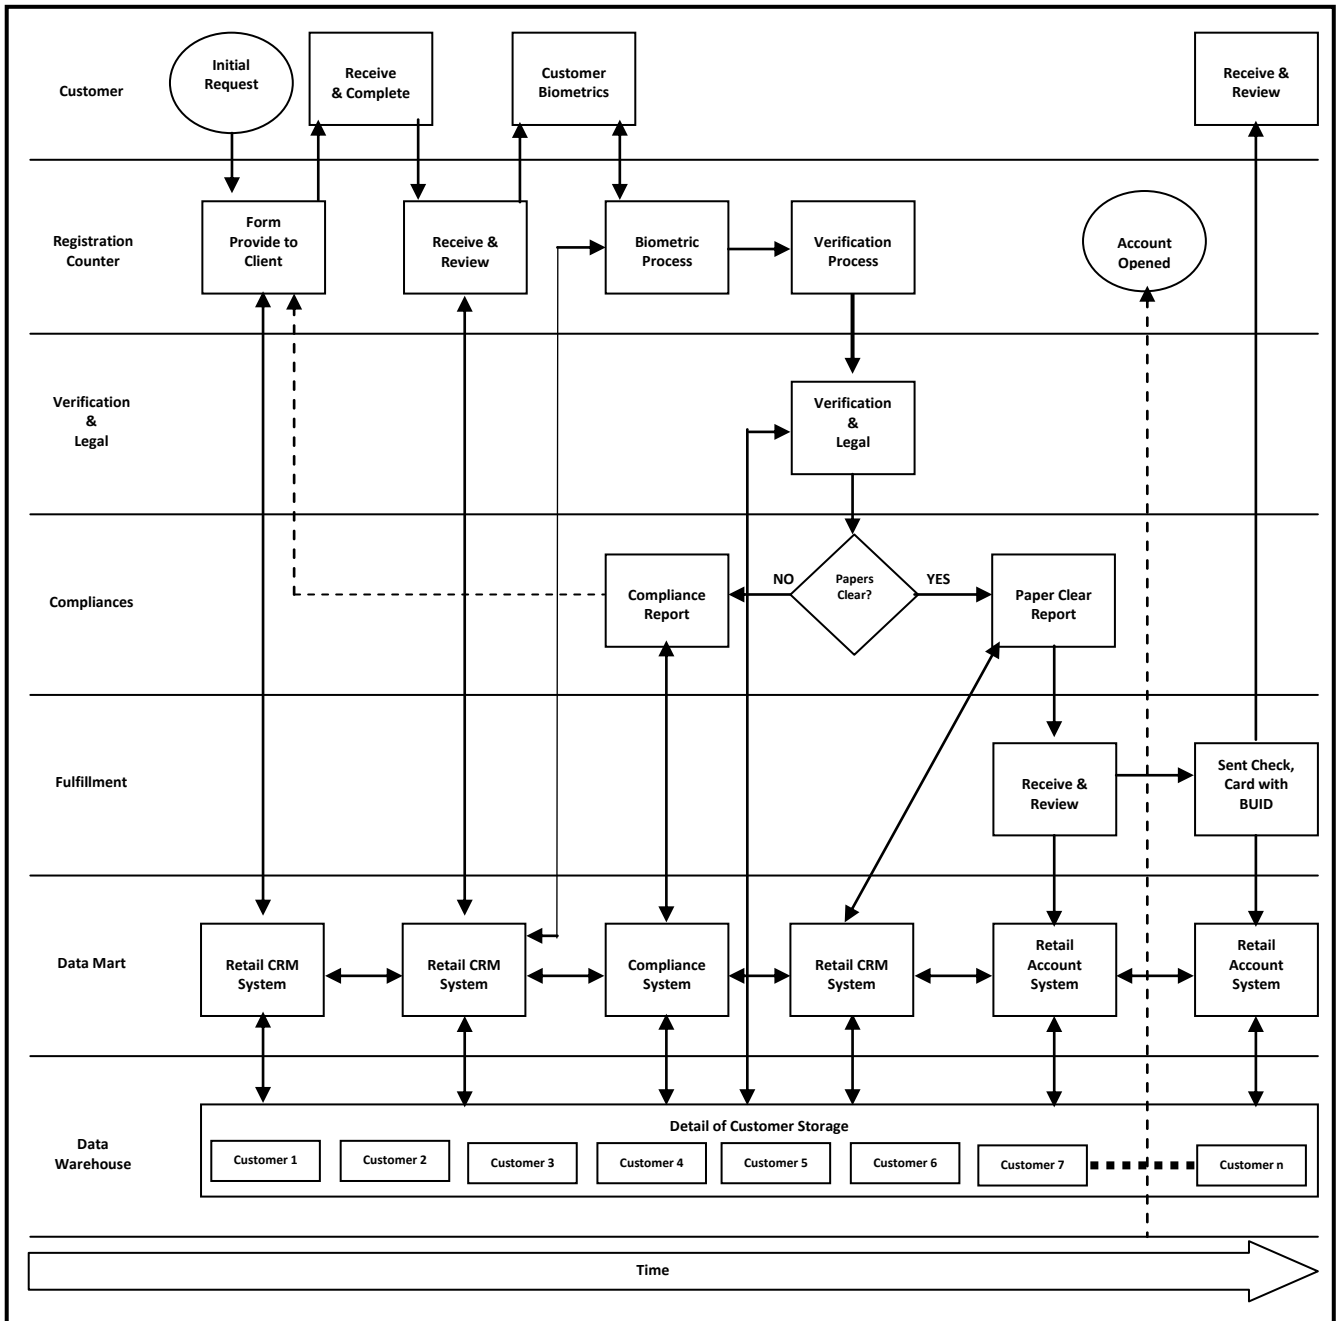 Customer
Initial
Request
Receive
& Complete
Customer
Biometrics
Receive &
Review
Registration
Counter
Form
Provide to
Client
Receive &
Review
Biometric
Process
Verification
Process
Account
Opened
Verification
&
Legal
Verification
&
Legal
Compliances
Compliance
Report
NO
Papers
Clear?
YES
Paper Clear
Report
Fulfillment
Receive &
Review
Sent Check,
Card with
BUID
Data Mart
Retail CRM
System
Retail CRM
System
Compliance
System
Retail CRM
System
Retail
Account
System
Retail
Account
System
Data
Warehouse
Detail of Customer Storage
Customer 1
Customer 2
Customer 3
Customer 4
Customer 5
Customer 6
Customer 7
Customer n
Time